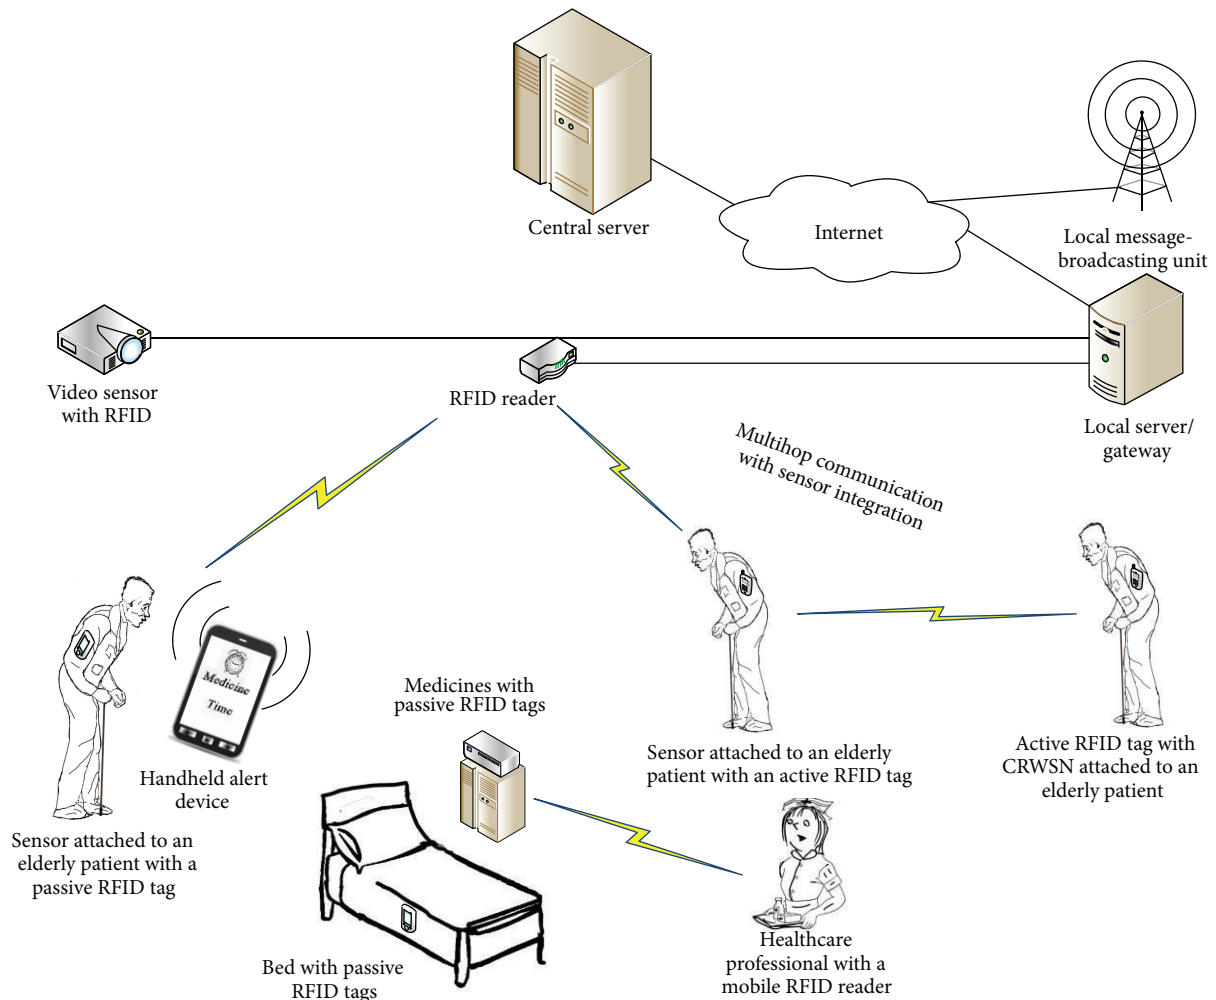 Central server
Internet
Local message-
broadcasting unit
Video sensor
with RFID
RFID reader
Local server/
gateway
Multihop communication
with sensor integration
Medicine
Time
Handheld alert
device
Medicines with
passive RFID tags
Sensor attached to an elderly
patient with an active RFID tag
Active RFID tag with
CRWSN attached to an
elderly patient
Sensor attached to an
elderly patient with a
passive RFID tag
Bed with passive
RFID tags
Healthcare
professional with a
mobile RFID reader